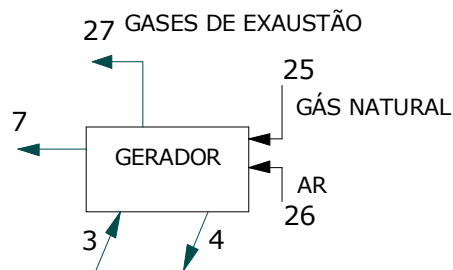 27 GASES DE EXAUSTÃO
25
GÁS NATURAL
7
GERADOR
AR
26
3
4